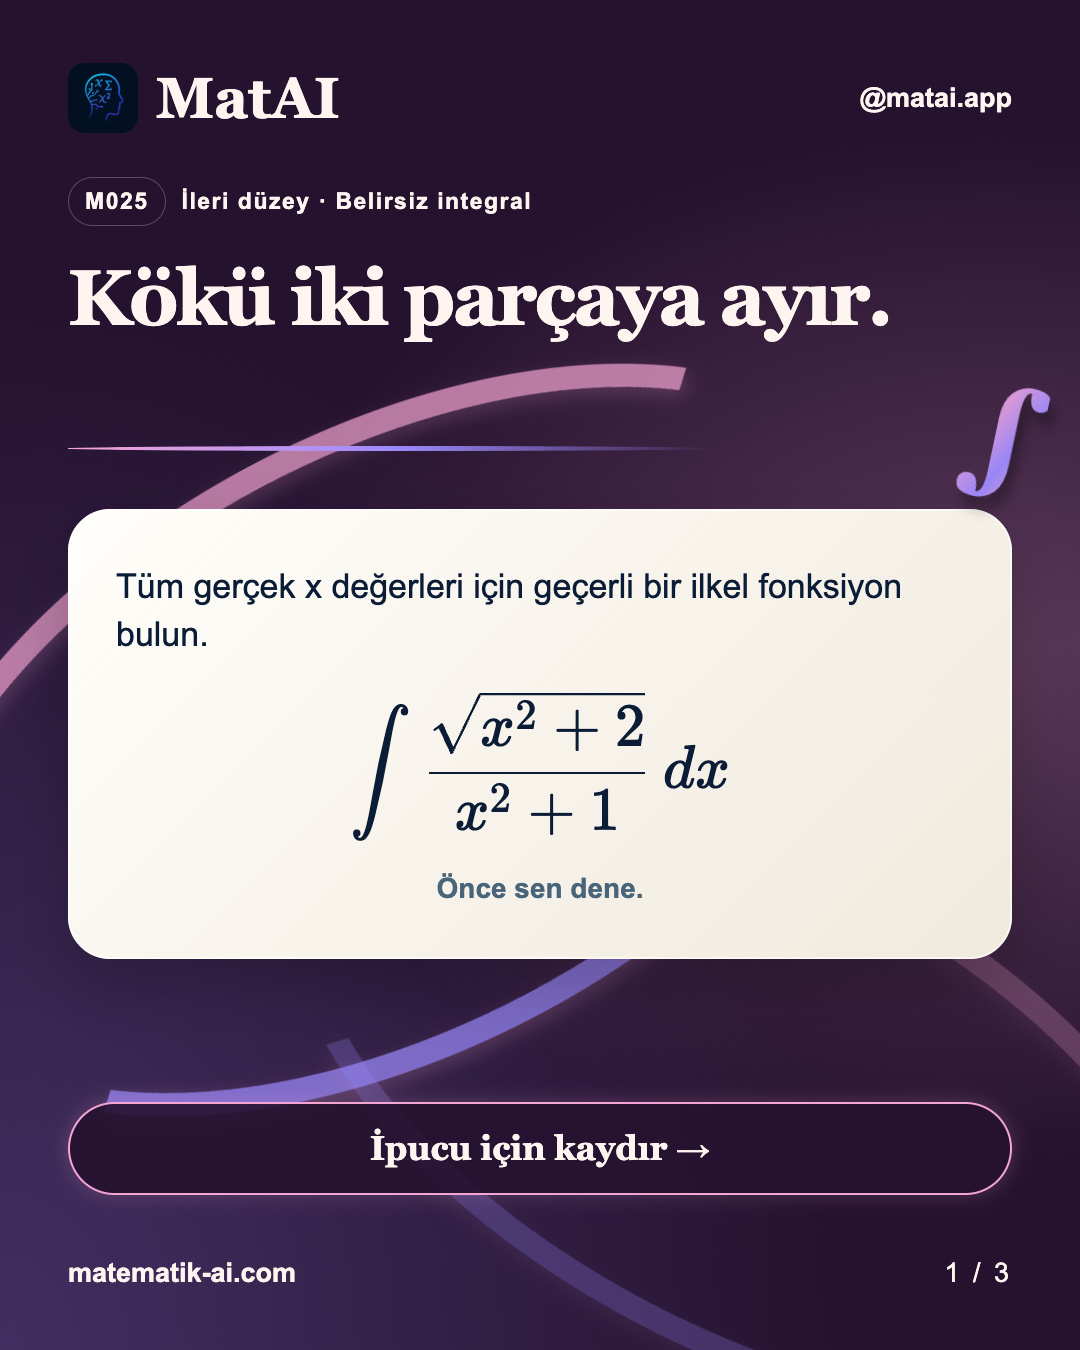 MatAI
@matai.app
M025 İleri düzey · Belirsiz integral
Kökü iki parçaya ayır.
∫
Tüm gerçek x değerleri için geçerli bir ilkel fonksiyon
bulun.
∫ √(x² + 2) / (x² + 1) dx
Önce sen dene.
İpucu için kaydır →
matematik-ai.com
1 / 3